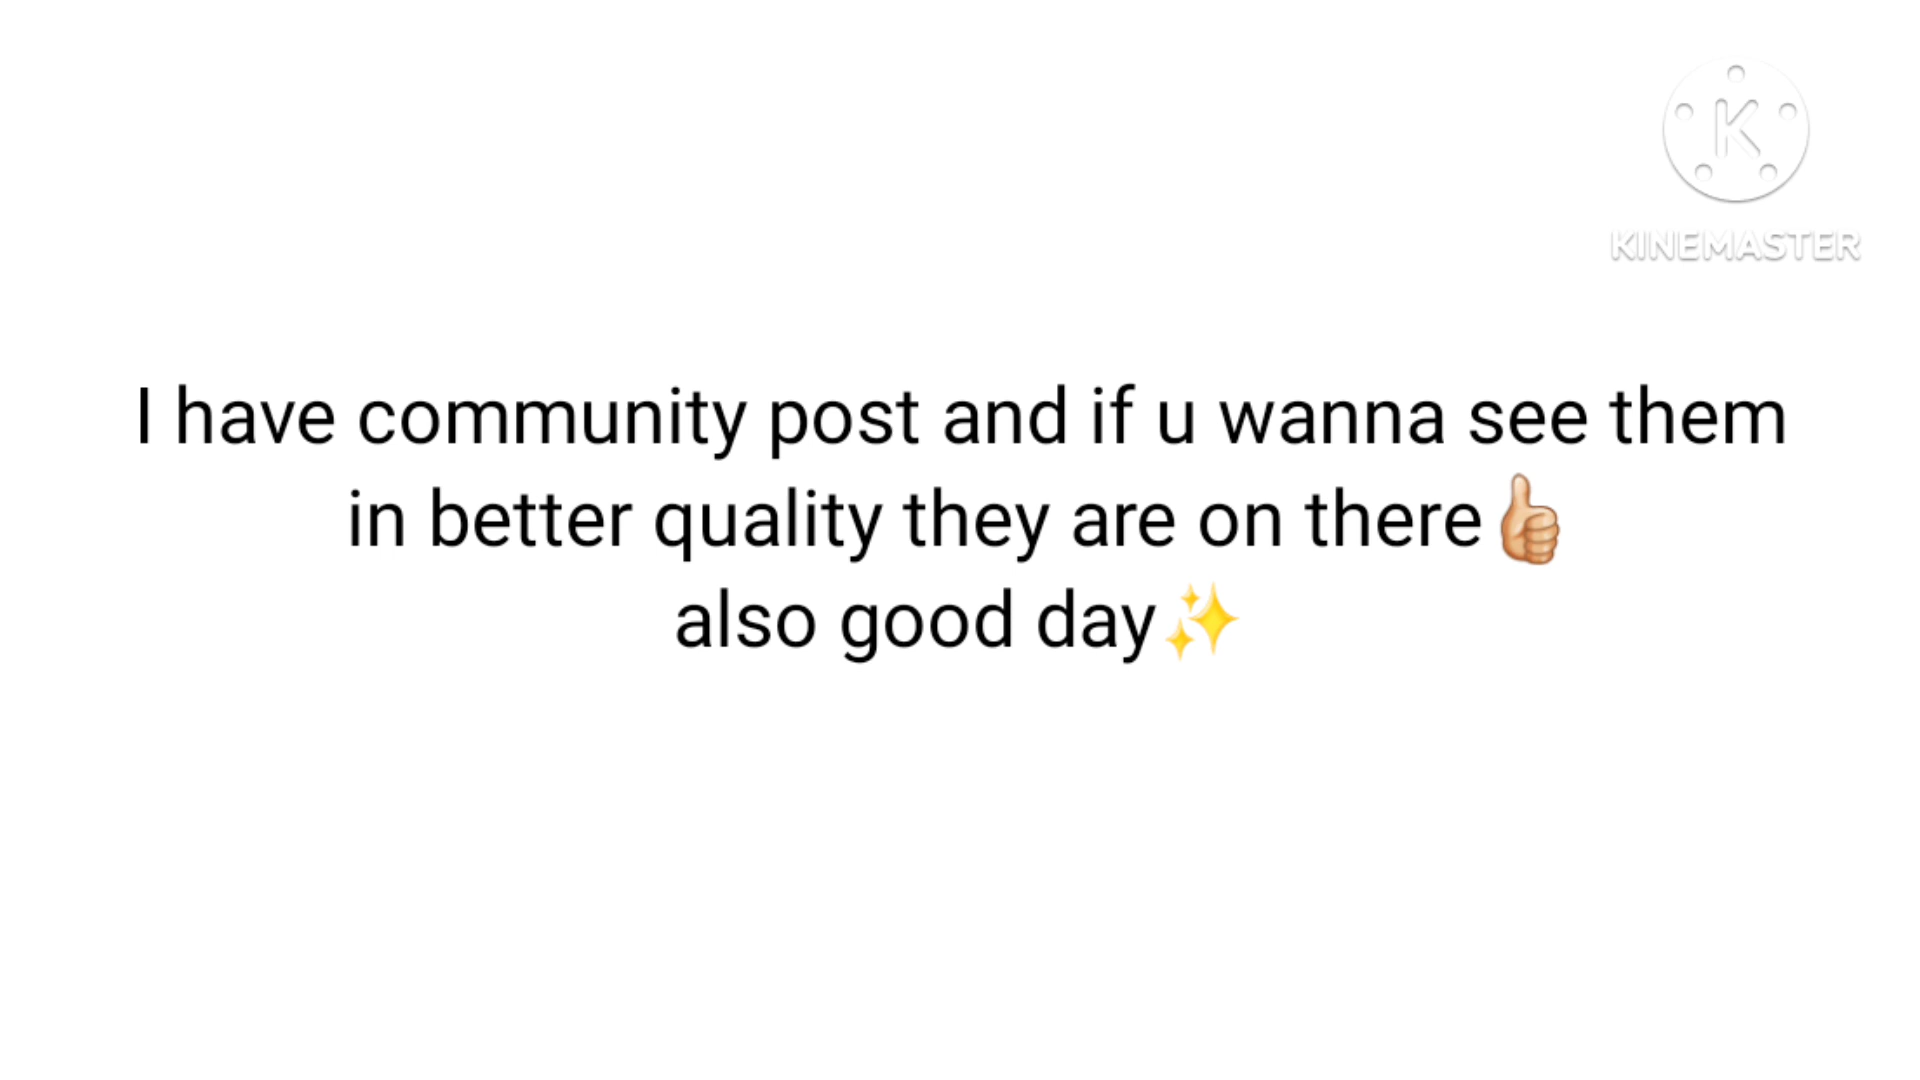 K
KINEMASTER
I have community post and if u wanna see them
in better quality they are on there👍🏼
also good day✨